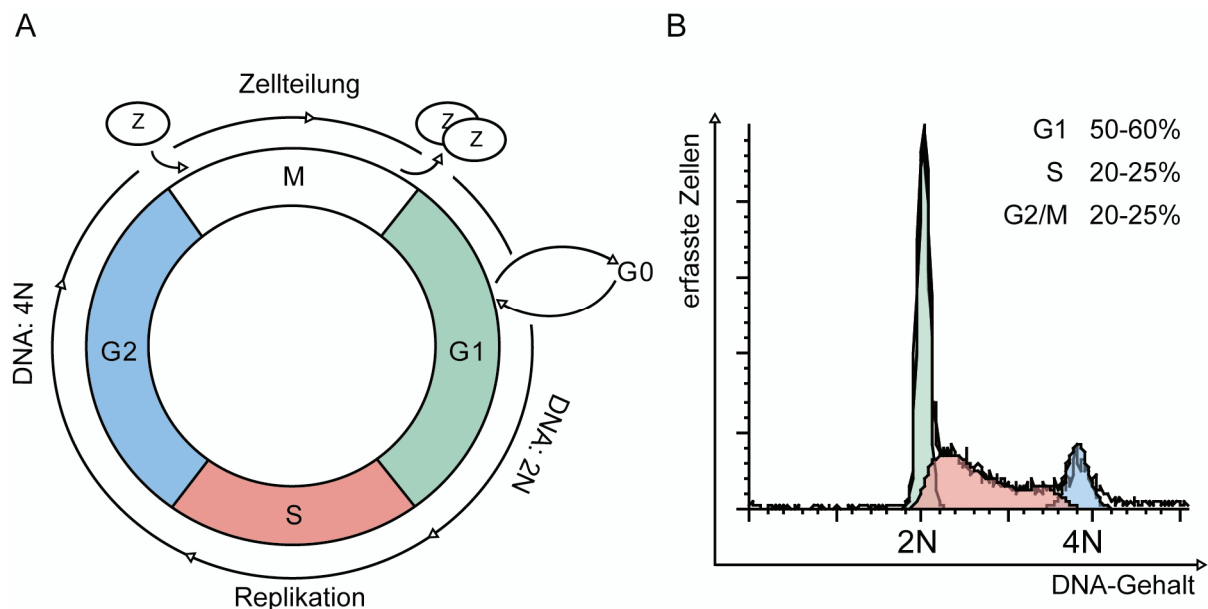 A
Zellteilung
Z
Z
Z
M
G0
G2
G1
DNA: 4N
DNA: 2N
S
Replikation
B
erfasste Zellen
G1 50-60%
S 20-25%
G2/M 20-25%
2N
4N
DNA-Gehalt